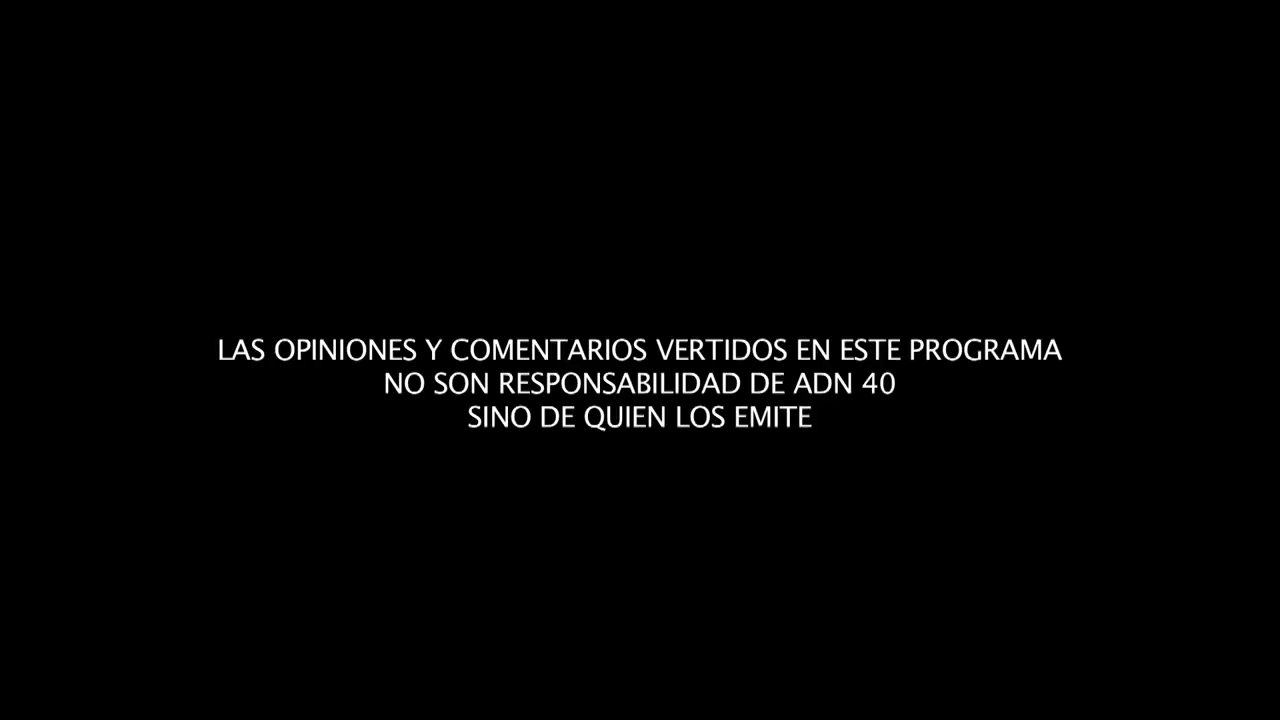 LAS OPINIONES Y COMENTARIOS VERTIDOS EN ESTE PROGRAMA
NO SON RESPONSABILIDAD DE ADN 40
SINO DE QUIEN LOS EMITE